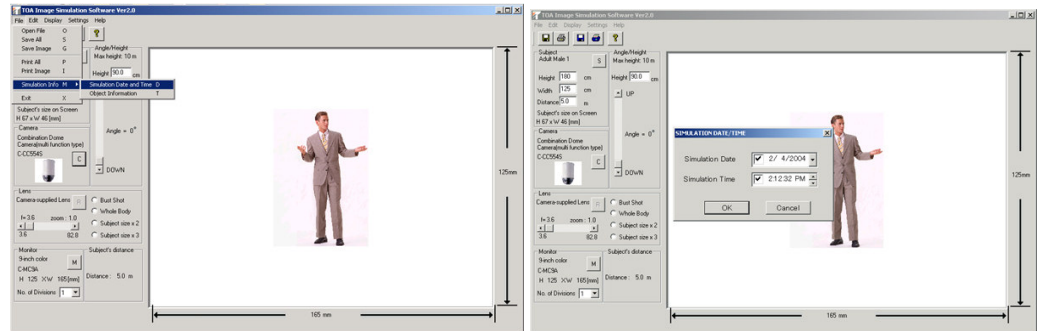 TOA Image Simulation Software Ver2.0
File Edit Display Settings Help
Open File O
Save All S
Save Image G
Print All P
Print Image I
Simulation Info M
Exit X
Simulation Date and Time D
Object Information T
Angle/Height
Max height: 10 m
Height 90.0 cm
Subject's size on Screen
H 67 x W 46 [mm]
Camera
Combination Dome
Camera(multi function type)
C-CC554S
C
Angle = 0°
DOWN
Lens
Camera-supplied Lens
f=3.6 zoom : 1.0
3.6 82.8
Bust Shot
Whole Body
Subject size x 2
Subject size x 3
Monitor
9-inch color
M
C-MC9A
H 125 X W 165[mm]
No. of Divisions 1
Subject's distance
Distance : 5.0 m
125mm
165 mm
TOA Image Simulation Software Ver2.0
File Edit Display Settings Help
Subject
Adult Male 1
S
Height 180 cm
Width 125 cm
Distance 5.0 m
Subject's size on Screen
H 67 x W 46 [mm]
Angle/Height
Max height: 10 m
Height 90.0 cm
UP
Angle = 0°
DOWN
Camera
Combination Dome
Camera(multi function type)
C-CC554S
C
Lens
Camera-supplied Lens
f=3.6 zoom : 1.0
3.6 82.8
Bust Shot
Whole Body
Subject size x 2
Subject size x 3
Monitor
9-inch color
M
C-MC9A
H 125 X W 165[mm]
No. of Divisions 1
Subject's distance
Distance : 5.0 m
SIMULATION DATE/TIME
Simulation Date 2/ 4/2004
Simulation Time 2:12:32 PM
OK Cancel
125mm
165 mm